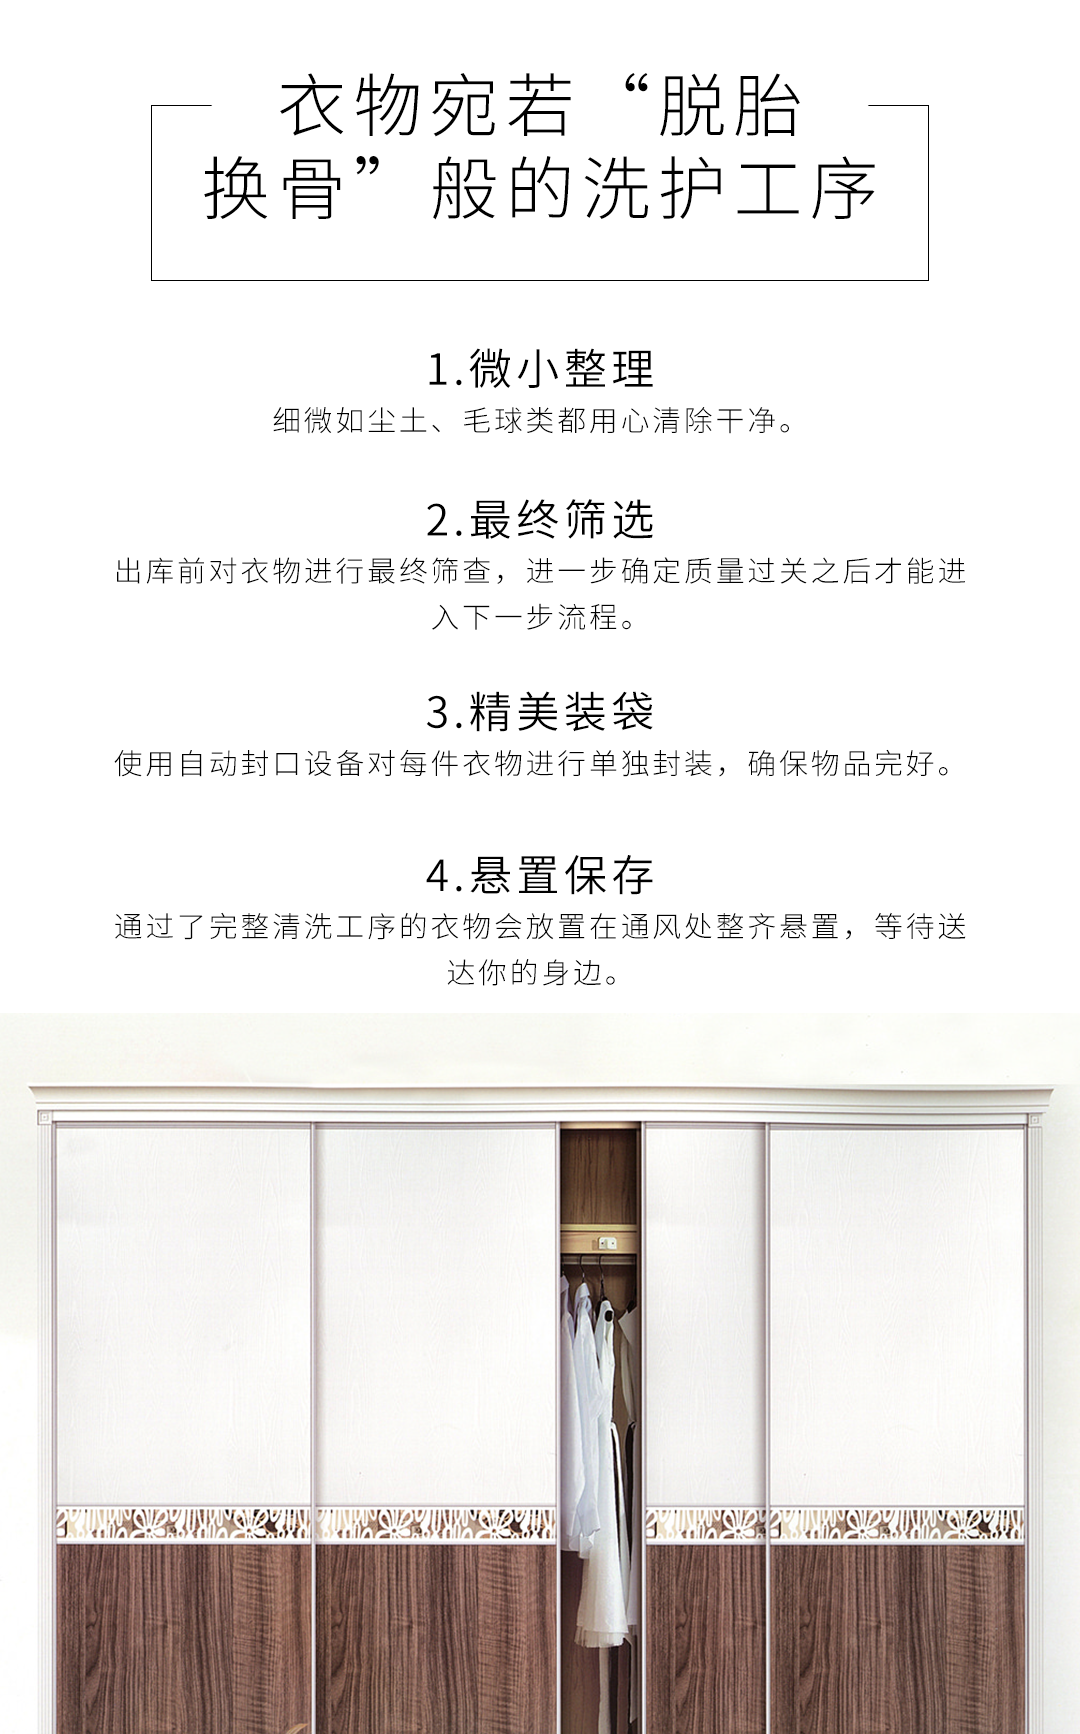 衣物宛若“脱胎
换骨”般的洗护工序
1.微小整理
细微如尘土、毛球类都用心清除干净。
2.最终筛选
出库前对衣物进行最终筛查，进一步确定质量过关之后才能进
入下一步流程。
3.精美装袋
使用自动封口设备对每件衣物进行单独封装，确保物品完好。
4.悬置保存
通过了完整清洗工序的衣物会放置在通风处整齐悬置，等待送
达你的身边。